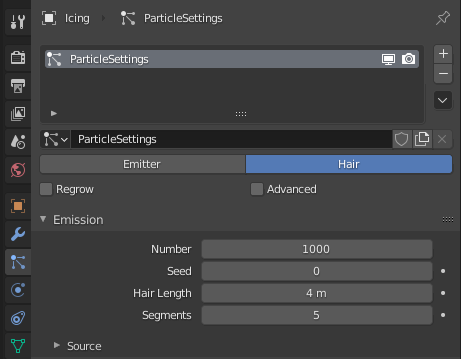 Icing › ParticleSettings
ParticleSettings
ParticleSettings
Emitter Hair
Regrow Advanced
Emission
Number 1000
Seed 0
Hair Length 4 m
Segments 5
Source